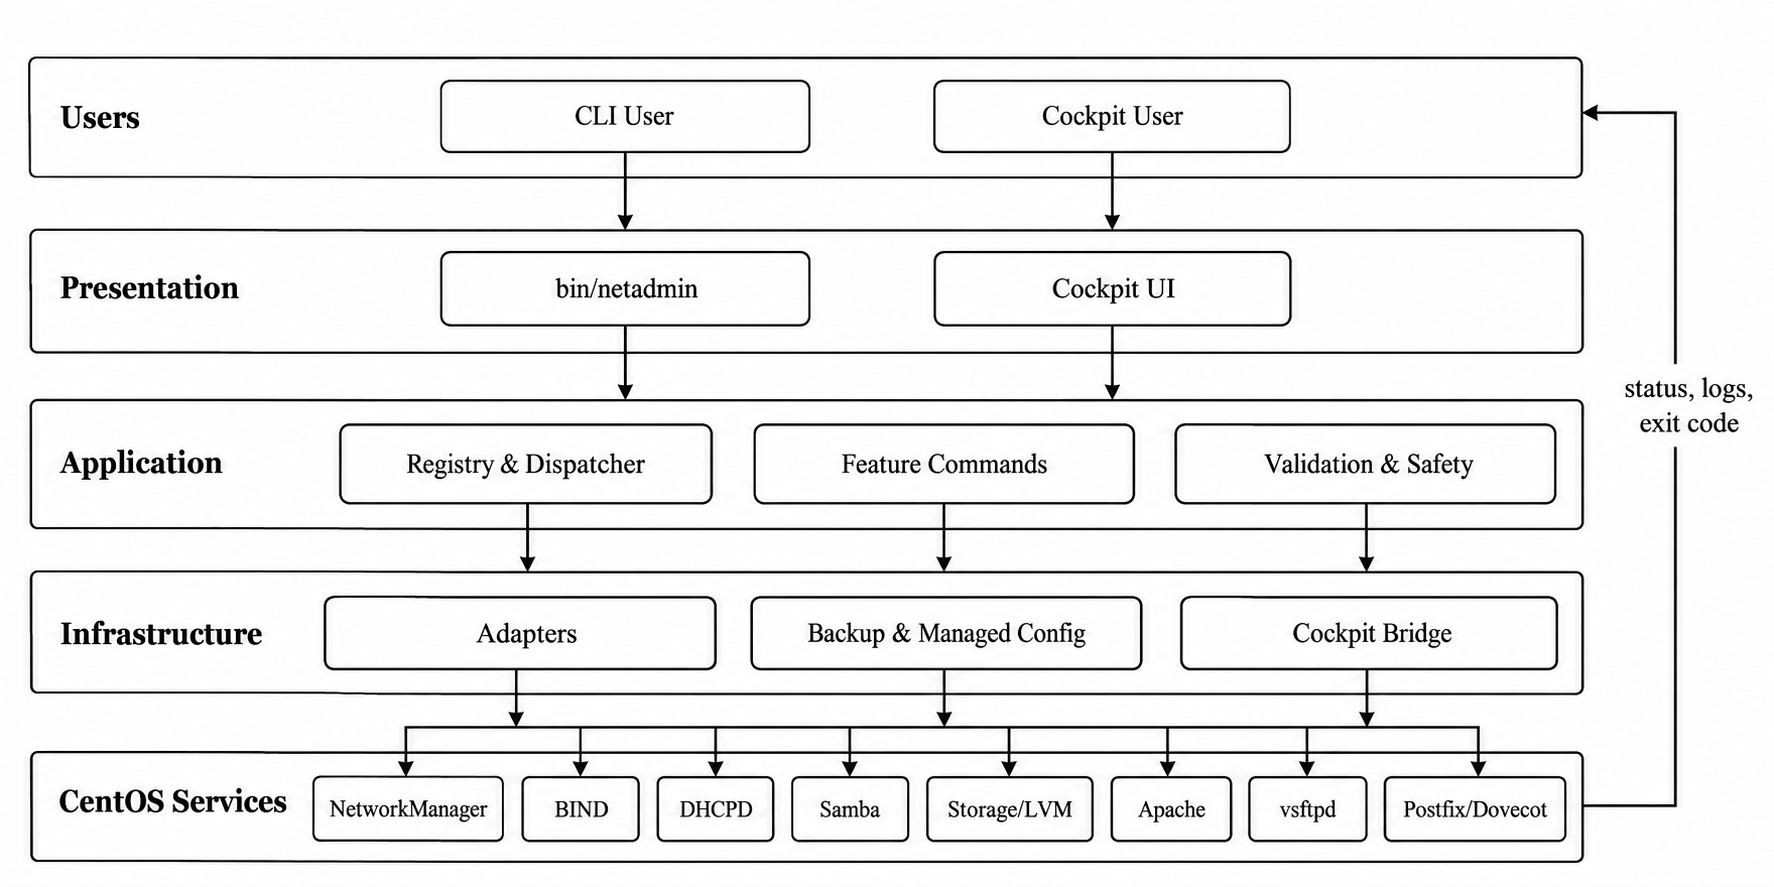 Users
CLI User
Cockpit User
Presentation
bin/netadmin
Cockpit UI
status, logs,
exit code
Application
Registry & Dispatcher
Feature Commands
Validation & Safety
Infrastructure
Adapters
Backup & Managed Config
Cockpit Bridge
CentOS Services
NetworkManager
BIND
DHCPD
Samba
Storage/LVM
Apache
vsftpd
Postfix/Dovecot